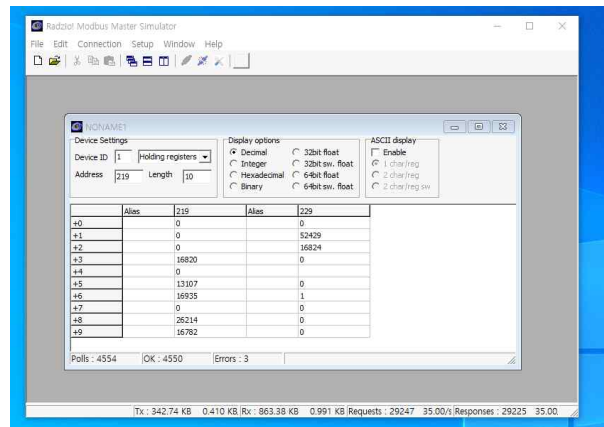 Radzio! Modbus Master Simulator
File Edit Connection Setup Window Help
NONAME1
Device Settings
Device ID 1 Holding registers
Address 219 Length 10
Display options
Decimal 32bit float
Integer 32bit sw. float
Hexadecimal 64bit float
Binary 64bit sw. float
ASCII display
Enable
1 char/reg
2 char/reg
2 char/reg sw
Alias 219 Alias 229
+0 0 0
+1 0 52429
+2 0 16824
+3 16820 0
+4 0
+5 13107 0
+6 16935 1
+7 0 0
+8 26214 0
+9 16782 0
Polls : 4554 OK : 4550 Errors : 3
Tx : 342.74 KB 0.410 KB, Rx : 863.38 KB 0.991 KB Requests : 29247 35.00/s Responses : 29225 35.00